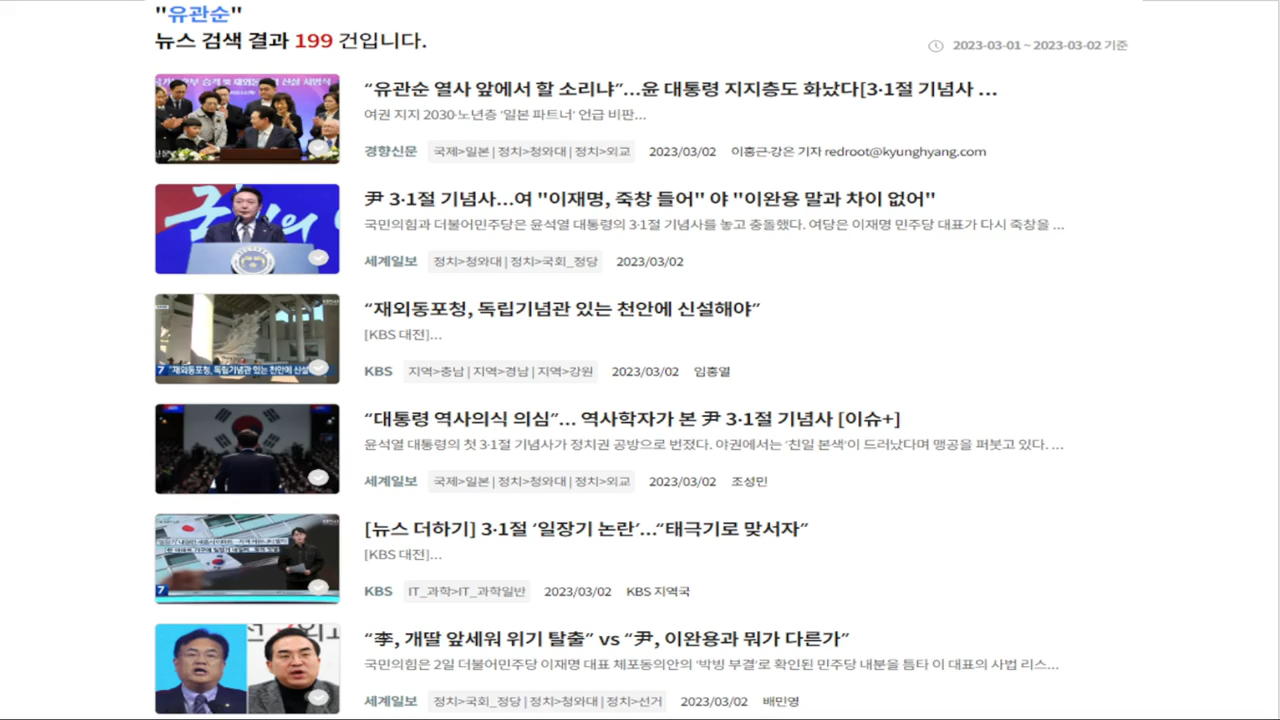 "유관순"
뉴스 검색 결과 199 건입니다.
2023-03-01 ~ 2023-03-02 기준
“유관순 열사 앞에서 할 소리냐”…윤 대통령 지지층도 화났다[3·1절 기념사 ...
여권 지지 2030·노년층 ‘일본 파트너’ 언급 비판...
경향신문 국제>일본 | 정치>청와대 | 정치>외교 2023/03/02 이홍근·강은 기자 redroot@kyunghyang.com
尹 3·1절 기념사…여 "이재명, 죽창 들어" 야 "이완용 말과 차이 없어"
국민의힘과 더불어민주당은 윤석열 대통령의 3·1절 기념사를 놓고 충돌했다. 여당은 이재명 민주당 대표가 다시 죽창을 ...
세계일보 정치>청와대 | 정치>국회_정당 2023/03/02
“재외동포청, 독립기념관 있는 천안에 신설해야”
[KBS 대전]...
7 "재외동포청, 독립기념관 있는 천안에 신설
KBS 지역>충남 | 지역>경남 | 지역>강원 2023/03/02 임홍열
“대통령 역사의식 의심”… 역사학자가 본 尹 3·1절 기념사 [이슈+]
윤석열 대통령의 첫 3·1절 기념사가 정치권 공방으로 번졌다. 야권에서는 ‘친일 본색’이 드러났다며 맹공을 퍼붓고 있다. ...
세계일보 국제>일본 | 정치>청와대 | 정치>외교 2023/03/02 조성민
[뉴스 더하기] 3·1절 ‘일장기 논란’…“태극기로 맞서자”
[KBS 대전]...
7
KBS IT_과학>IT_과학일반 2023/03/02 KBS 지역국
“李, 개딸 앞세워 위기 탈출” vs “尹, 이완용과 뭐가 다른가”
국민의힘은 2일 더불어민주당 이재명 대표 체포동의안의 ‘박빙 부결’로 확인된 민주당 내분을 틈타 이 대표의 사법 리스...
세계일보 정치>국회_정당 | 정치>청와대 | 정치>선거 2023/03/02 배민영